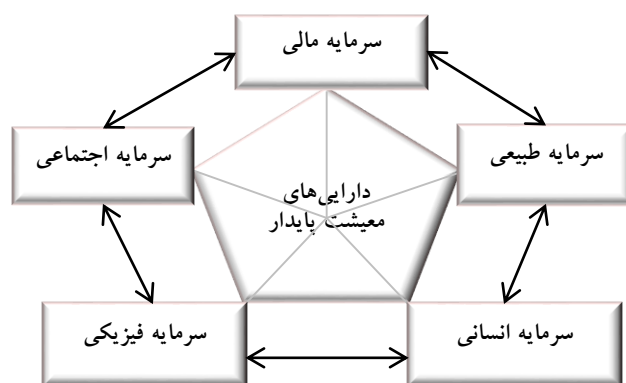 سرمایه مالی
سرمایه طبیعی
سرمایه اجتماعی
دارایی‌های
معیشت پایدار
سرمایه انسانی
سرمایه فیزیکی